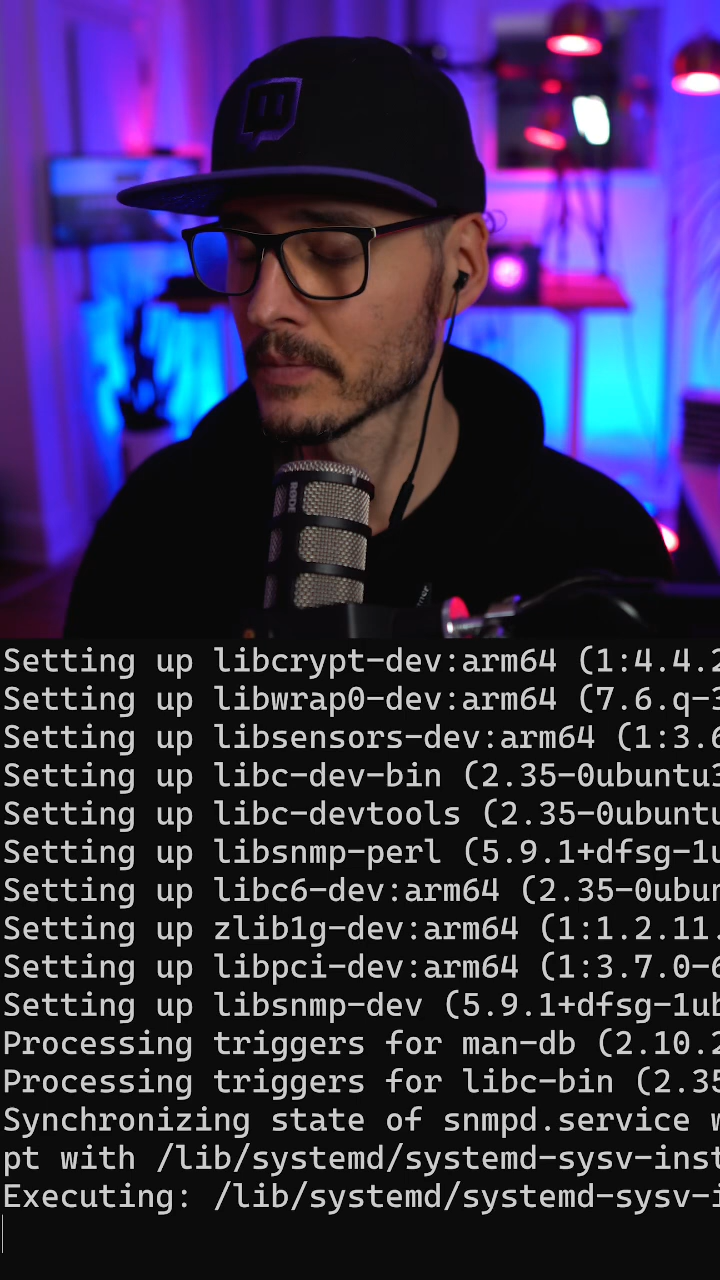 RØDE
Setting up libcrypt-dev:arm64 (1:4.4.2
Setting up libwrap0-dev:arm64 (7.6.q-3
Setting up libsensors-dev:arm64 (1:3.6
Setting up libc-dev-bin (2.35-0ubuntu3
Setting up libc-devtools (2.35-0ubuntu
Setting up libsnmp-perl (5.9.1+dfsg-1u
Setting up libc6-dev:arm64 (2.35-0ubun
Setting up zlib1g-dev:arm64 (1:1.2.11.
Setting up libpci-dev:arm64 (1:3.7.0-6
Setting up libsnmp-dev (5.9.1+dfsg-1ub
Processing triggers for man-db (2.10.2
Processing triggers for libc-bin (2.35
Synchronizing state of snmpd.service w
pt with /lib/systemd/systemd-sysv-inst
Executing: /lib/systemd/systemd-sysv-i